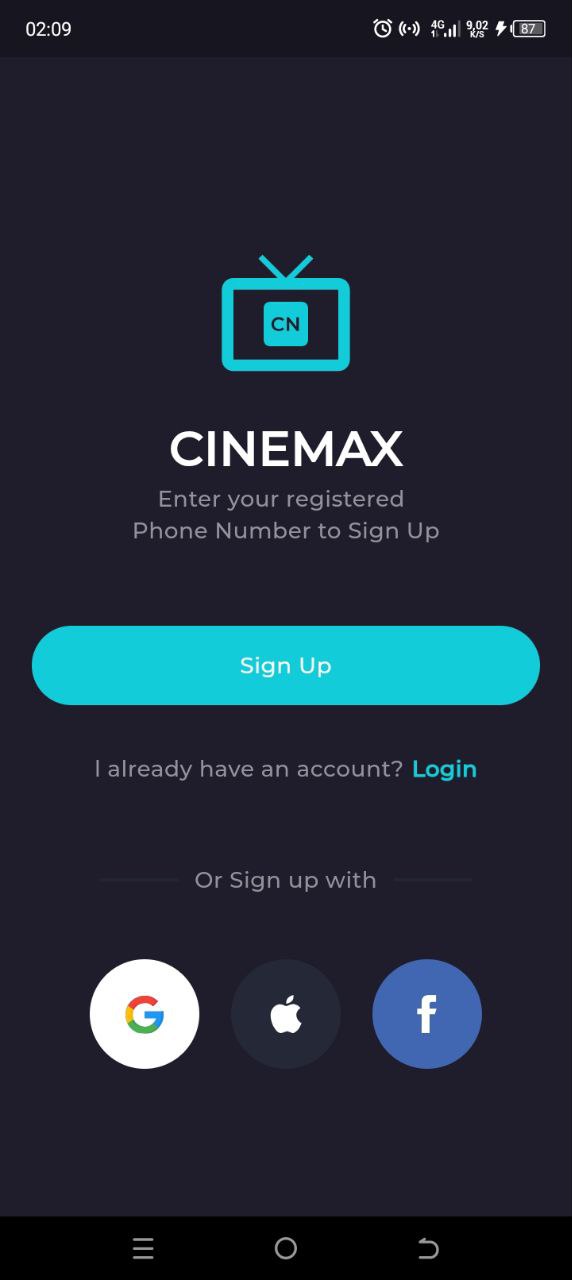 02:09
4G
9,02
K/S
87
CN
CINEMAX
Enter your registered
Phone Number to Sign Up
Sign Up
I already have an account? Login
Or Sign up with